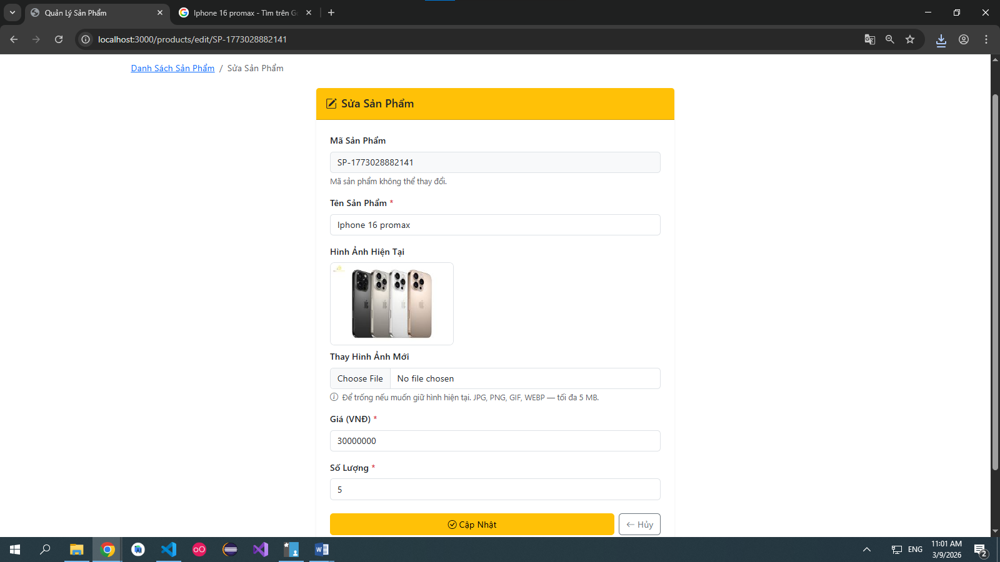 Quản Lý Sản Phẩm
Iphone 16 promax - Tìm trên G
localhost:3000/products/edit/SP-1773028882141
Danh Sách Sản Phẩm / Sửa Sản Phẩm
Sửa Sản Phẩm
Mã Sản Phẩm
SP-1773028882141
Mã sản phẩm không thể thay đổi.
Tên Sản Phẩm *
Iphone 16 promax
Hình Ảnh Hiện Tại
Thay Hình Ảnh Mới
Choose File No file chosen
Để trống nếu muốn giữ hình hiện tại. JPG, PNG, GIF, WEBP — tối đa 5 MB.
Giá (VNĐ) *
30000000
Số Lượng *
5
Cập Nhật
← Hủy
ENG
11:01 AM
3/9/2026
2